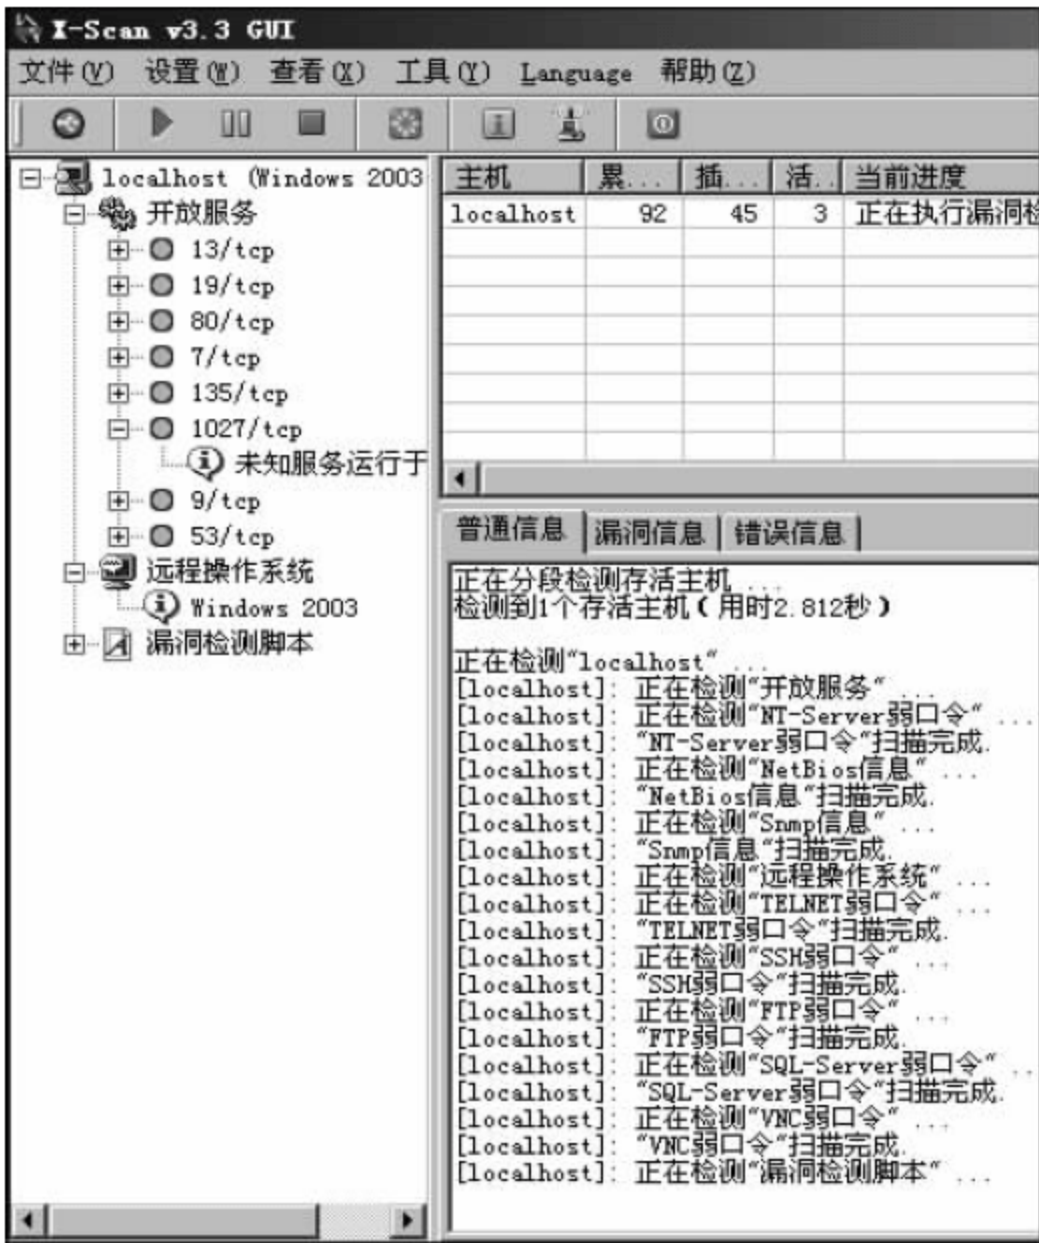 X-Scan v3.3 GUI
文件(V) 设置(W) 查看(X) 工具(Y) Language 帮助(Z)
localhost (Windows 2003
开放服务
13/tcp
19/tcp
80/tcp
7/tcp
135/tcp
1027/tcp
未知服务运行于
9/tcp
53/tcp
远程操作系统
Windows 2003
漏洞检测脚本
主机 累... 插... 活.. 当前进度
localhost 92 45 3 正在执行漏洞检
普通信息 漏洞信息 错误信息
正在分段检测存活主机 ...
检测到1个存活主机(用时2.812秒)
正在检测"localhost" ...
[localhost]: 正在检测"开放服务" ...
[localhost]: 正在检测"NT-Server弱口令" ...
[localhost]: "NT-Server弱口令"扫描完成.
[localhost]: 正在检测"NetBios信息" ...
[localhost]: "NetBios信息"扫描完成.
[localhost]: 正在检测"Snmp信息" ...
[localhost]: "Snmp信息"扫描完成.
[localhost]: 正在检测"远程操作系统" ...
[localhost]: 正在检测"TELNET弱口令" ...
[localhost]: "TELNET弱口令"扫描完成.
[localhost]: 正在检测"SSH弱口令" ...
[localhost]: "SSH弱口令"扫描完成.
[localhost]: 正在检测"FTP弱口令" ...
[localhost]: "FTP弱口令"扫描完成.
[localhost]: 正在检测"SQL-Server弱口令" ..
[localhost]: "SQL-Server弱口令"扫描完成.
[localhost]: 正在检测"VNC弱口令" ...
[localhost]: "VNC弱口令"扫描完成.
[localhost]: 正在检测"漏洞检测脚本" ...